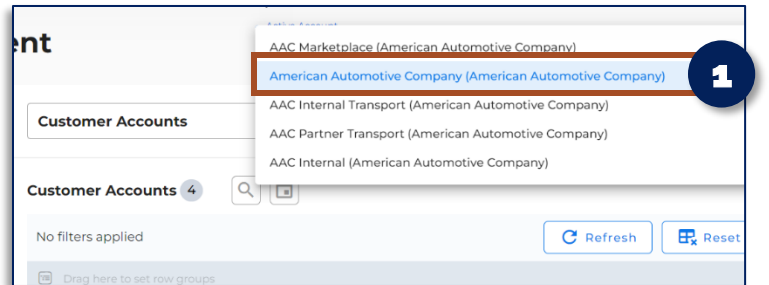 Active Account
ent
AAC Marketplace (American Automotive Company)
American Automotive Company (American Automotive Company)
1
AAC Internal Transport (American Automotive Company)
Customer Accounts
AAC Partner Transport (American Automotive Company)
AAC Internal (American Automotive Company)
Customer Accounts 4
No filters applied
Refresh
Reset
Drag here to set row groups